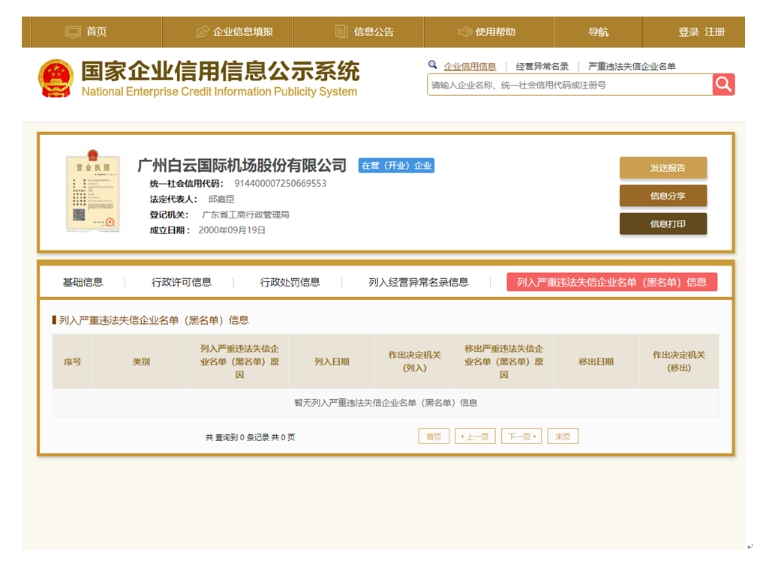 首页 企业信息填报 信息公告 使用帮助 导航 登录 注册
国家企业信用信息公示系统
National Enterprise Credit Information Publicity System
企业信用信息 | 经营异常名录 | 严重违法失信企业名单
请输入企业名称、统一社会信用代码或注册号
营业执照
广州白云国际机场股份有限公司 在营（开业）企业
统一社会信用代码： 914400007250669553
法定代表人： 邱嘉臣
登记机关： 广东省工商行政管理局
成立日期： 2000年09月19日
发送报告
信息分享
信息打印
基础信息 | 行政许可信息 | 行政处罚信息 | 列入经营异常名录信息 | 列入严重违法失信企业名单（黑名单）信息
列入严重违法失信企业名单（黑名单）信息
序号 类别 列入严重违法失信企业名单（黑名单）原因 列入日期 作出决定机关(列入) 移出严重违法失信企业名单（黑名单）原因 移出日期 作出决定机关(移出)
暂无列入严重违法失信企业名单（黑名单）信息
共 查询到 0 条记录 共 0 页 首页 上一页 下一页 末页